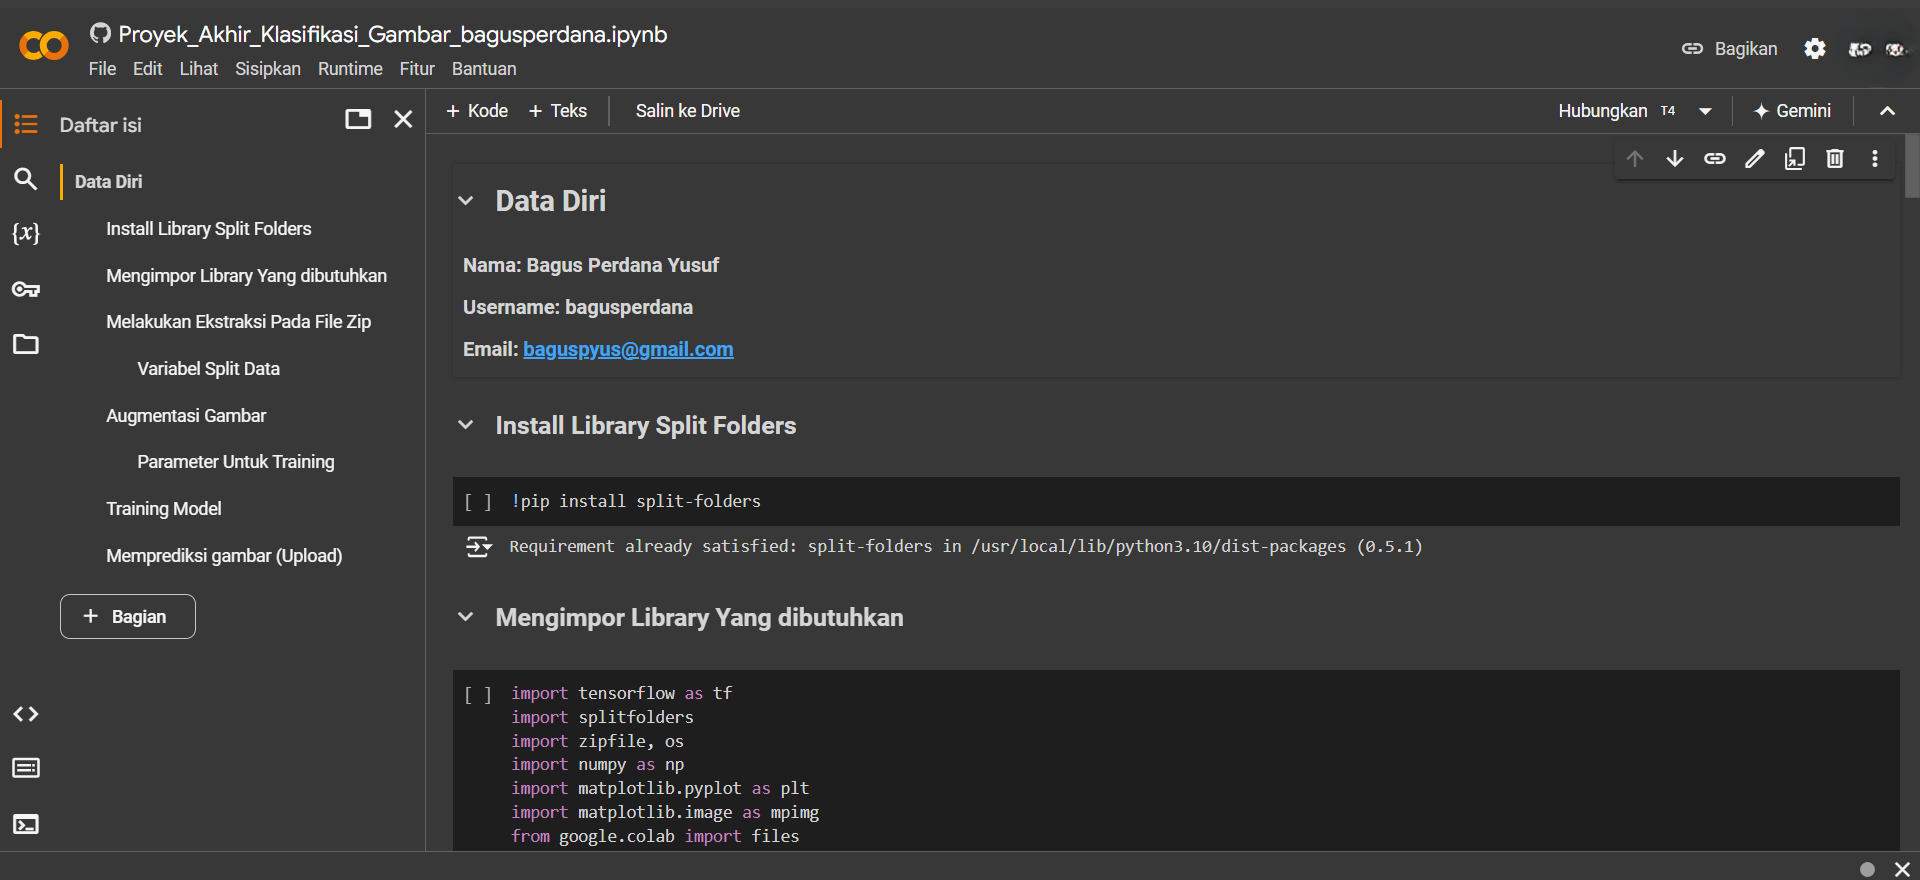 Proyek_Akhir_Klasifikasi_Gambar_bagusperdana.ipynb
File Edit Lihat Sisipkan Runtime Fitur Bantuan
Bagikan
Daftar isi
Data Diri
Install Library Split Folders
Mengimpor Library Yang dibutuhkan
Melakukan Ekstraksi Pada File Zip
Variabel Split Data
Augmentasi Gambar
Parameter Untuk Training
Training Model
Memprediksi gambar (Upload)
+ Bagian
+ Kode + Teks Salin ke Drive
Hubungkan T4 Gemini
Data Diri
Nama: Bagus Perdana Yusuf
Username: bagusperdana
Email: baguspyus@gmail.com
Install Library Split Folders
[ ] !pip install split-folders
Requirement already satisfied: split-folders in /usr/local/lib/python3.10/dist-packages (0.5.1)
Mengimpor Library Yang dibutuhkan
[ ] import tensorflow as tf
import splitfolders
import zipfile, os
import numpy as np
import matplotlib.pyplot as plt
import matplotlib.image as mpimg
from google.colab import files